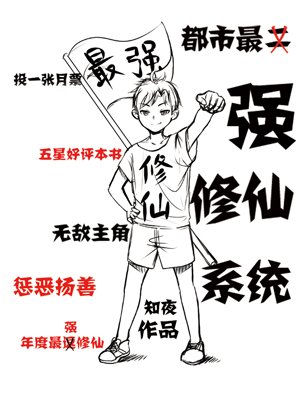 都市最
强
修仙
系统
最强
投一张月票
五星好评本书
修仙
无敌主角
惩恶扬善
强
年度最修仙
知夜
作品